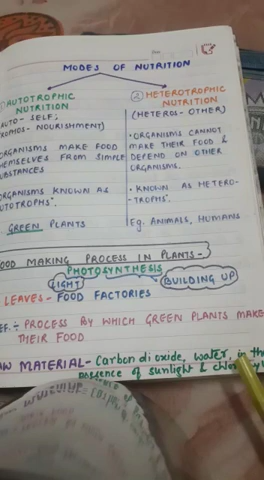 MODES OF NUTRITION
AUTOTROPHIC
NUTRITION
AUTO- SELF;
TROPHOS- NOURISHMENT)
ORGANISMS MAKE FOOD
THEMSELVES FROM SIMPLE
SUBSTANCES
ORGANISMS KNOWN AS
AUTOTROPHS'.
GREEN PLANTS
② HETEROTROPHIC
NUTRITION
(HETEROS- OTHER)
• ORGANISMS CANNOT
MAKE THEIR FOOD &
DEPEND ON OTHER
ORGANISMS.
• KNOWN AS HETERO-
TROPHS'.
Eg: ANIMALS, HUMANS
FOOD MAKING PROCESS IN PLANTS-
PHOTOSYNTHESIS
LIGHT BUILDING UP
LEAVES- FOOD FACTORIES
DEF.:- PROCESS BY WHICH GREEN PLANTS MAKE
THEIR FOOD
RAW MATERIAL- Carbon di oxide, water, in the
presence of sunlight &